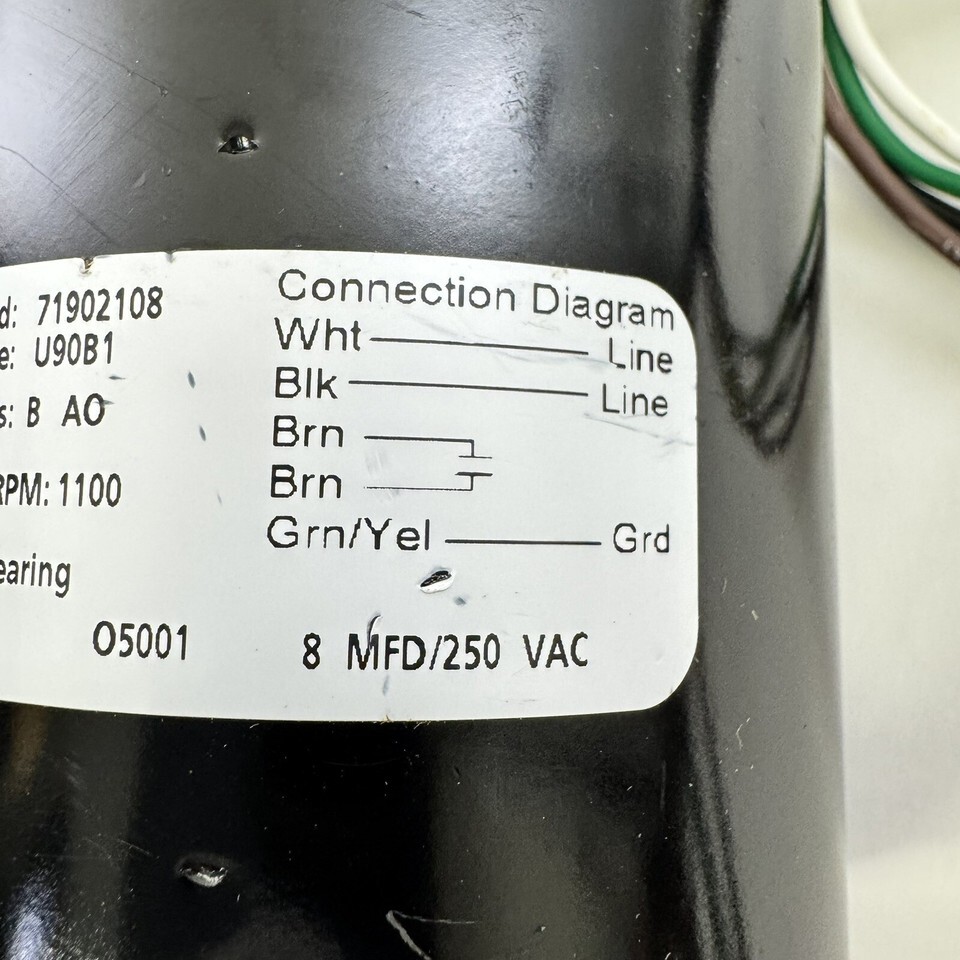 d: 71902108
e: U90B1
s: B AO
RPM: 1100
earing
O5001
Connection Diagram
Wht Line
Blk Line
Brn
Brn
Grn/Yel Grd
8 MFD/250 VAC